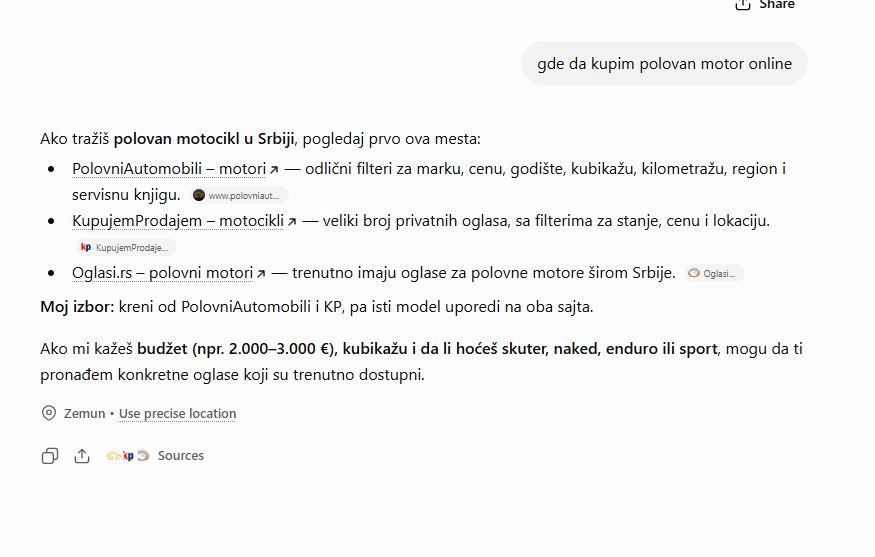 Share
gde da kupim polovan motor online
Ako tražiš polovan motocikl u Srbiji, pogledaj prvo ova mesta:
• PolovniAutomobili – motori ↗ — odlični filteri za marku, cenu, godište, kubikažu, kilometražu, region i
servisnu knjigu. www.polovniaut...
• KupujemProdajem – motocikli ↗ — veliki broj privatnih oglasa, sa filterima za stanje, cenu i lokaciju.
kp KupujemProdaje...
• Oglasi.rs – polovni motori ↗ — trenutno imaju oglase za polovne motore širom Srbije. Oglasi...
Moj izbor: kreni od PolovniAutomobili i KP, pa isti model uporedi na oba sajta.
Ako mi kažeš budžet (npr. 2.000–3.000 €), kubikažu i da li hoćeš skuter, naked, enduro ili sport, mogu da ti
pronađem konkretne oglase koji su trenutno dostupni.
Zemun • Use precise location
kp Sources